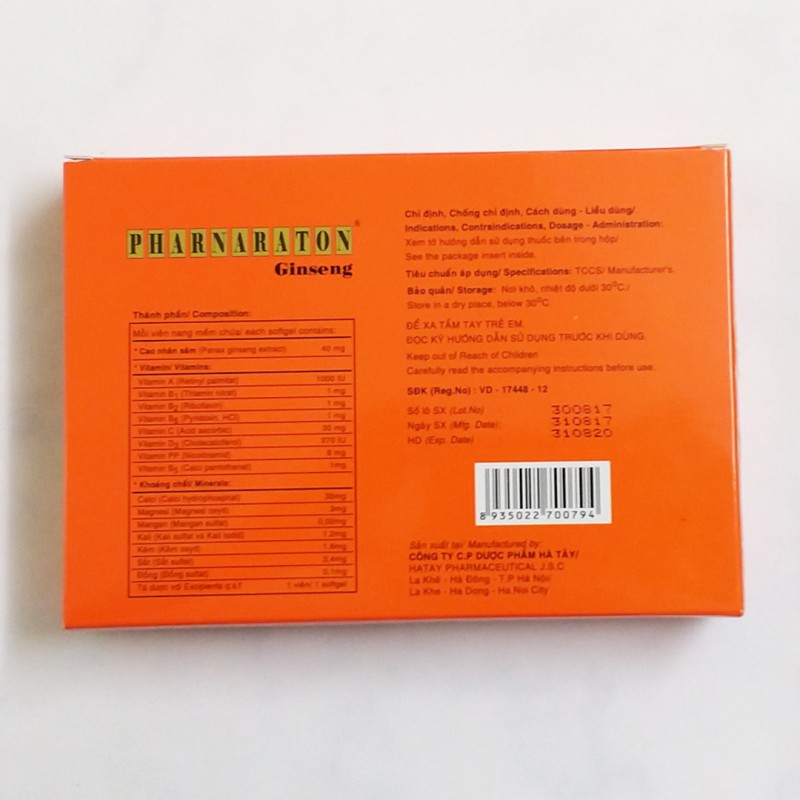 PHARNARATON®
Ginseng
Thành phần/ Composition:
Mỗi viên nang mềm chứa/ each softgel contains:
* Cao nhân sâm (Panax ginseng extract) 40 mg
* Vitamin/ Vitamins:
Vitamin A (Retinyl palmitat) 1000 IU
Vitamin B1 (Thiamin nitrat) 1 mg
Vitamin B2 (Riboflavin) 1 mg
Vitamin B6 (Pyridoxin. HCl) 1 mg
Vitamin C (Acid ascorbic) 30 mg
Vitamin D3 (Cholecalciferol) 270 IU
Vitamin PP (Nicotinamid) 8 mg
Vitamin B5 (Calci pantothenat) 1mg
* Khoáng chất/ Minerals:
Calci (Calci hydrophosphat) 30mg
Magnesi (Magnesi oxyd) 3mg
Mangan (Mangan sulfat)
Kali (Kali sulfat và Kali iodid) 1,2mg
Kẽm (Kẽm oxyd) 1,6mg
Sắt (Sắt sulfat) 3,4mg
Đồng (Đồng sulfat) 0,1mg
Tá dược vđ/ Excipients q.s.f 1 viên/ 1 softgel
Chỉ định, Chống chỉ định, Cách dùng - Liều dùng/
Indications, Contraindications, Dosage - Administration:
Xem tờ hướng dẫn sử dụng thuốc bên trong hộp/
See the package insert inside.
Tiêu chuẩn áp dụng/ Specifications: TCCS/ Manufacturer's.
Bảo quản/ Storage: Nơi khô, nhiệt độ dưới 30⁰C./
Store in a dry place, below 30⁰C.
ĐỂ XA TẦM TAY TRẺ EM.
ĐỌC KỸ HƯỚNG DẪN SỬ DỤNG TRƯỚC KHI DÙNG.
Keep out of Reach of Children
Carefully read the accompanying instructions before use.
SĐK (Reg.No) : VD - 17448 - 12
Số lô SX (Lot.No) 300817
Ngày SX (Mfg. Date): 310817
HD (Exp. Date) 310820
8 935022 700794
Sản xuất tại/ Manufactured by:
CÔNG TY C.P DƯỢC PHẨM HÀ TÂY/
HATAY PHARMACEUTICAL J.S.C
La Khê - Hà Đông - T.P Hà Nội/
La Khe - Ha Dong - Ha Noi City